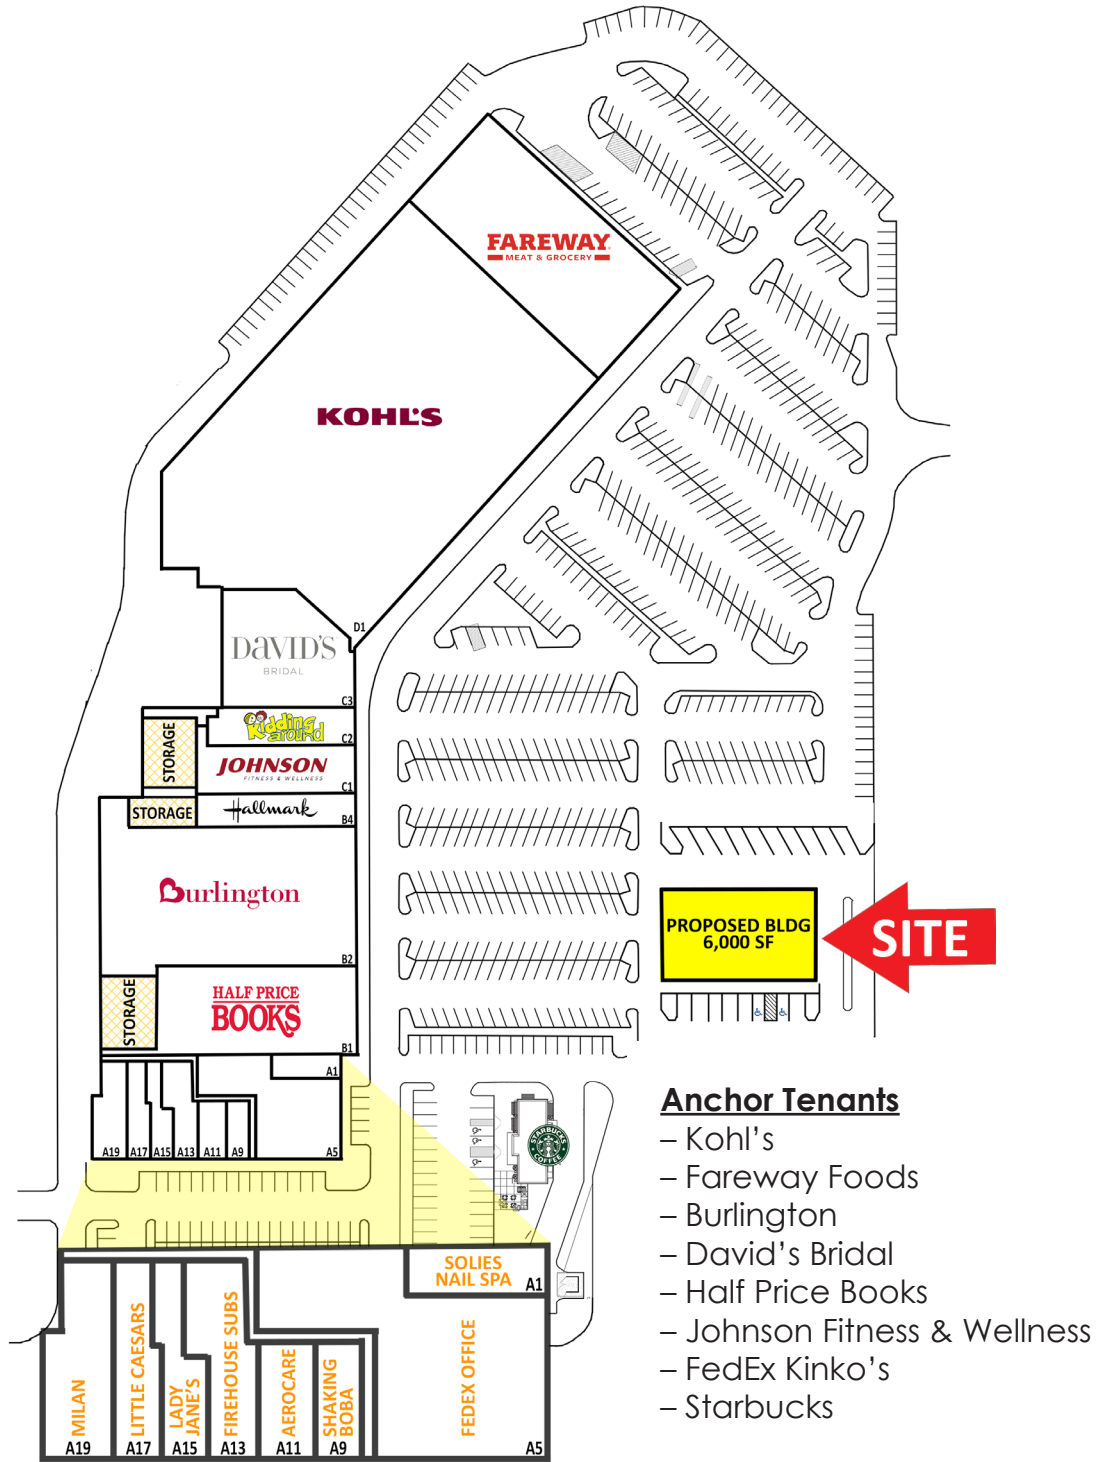 FAREWAY
MEAT & GROCERY
KOHL'S
D1
DAVID'S
BRIDAL
C3
Kidding
around
C2
STORAGE
JOHNSON
FITNESS & WELLNESS
C1
STORAGE
Hallmark
B4
Burlington
B2
PROPOSED BLDG
6,000 SF
SITE
STORAGE
HALF PRICE
BOOKS
B1
A1
A19
A17
A15
A13
A11
A9
A5
STARBUCKS
COFFEE
SOLIES
NAIL SPA
A1
MILAN
A19
LITTLE CAESARS
A17
LADY
JANE'S
A15
FIREHOUSE SUBS
A13
AEROCARE
A11
SHAKING
BOBA
A9
FEDEX OFFICE
A5
Anchor Tenants
– Kohl's
– Fareway Foods
– Burlington
– David's Bridal
– Half Price Books
– Johnson Fitness & Wellness
– FedEx Kinko's
– Starbucks